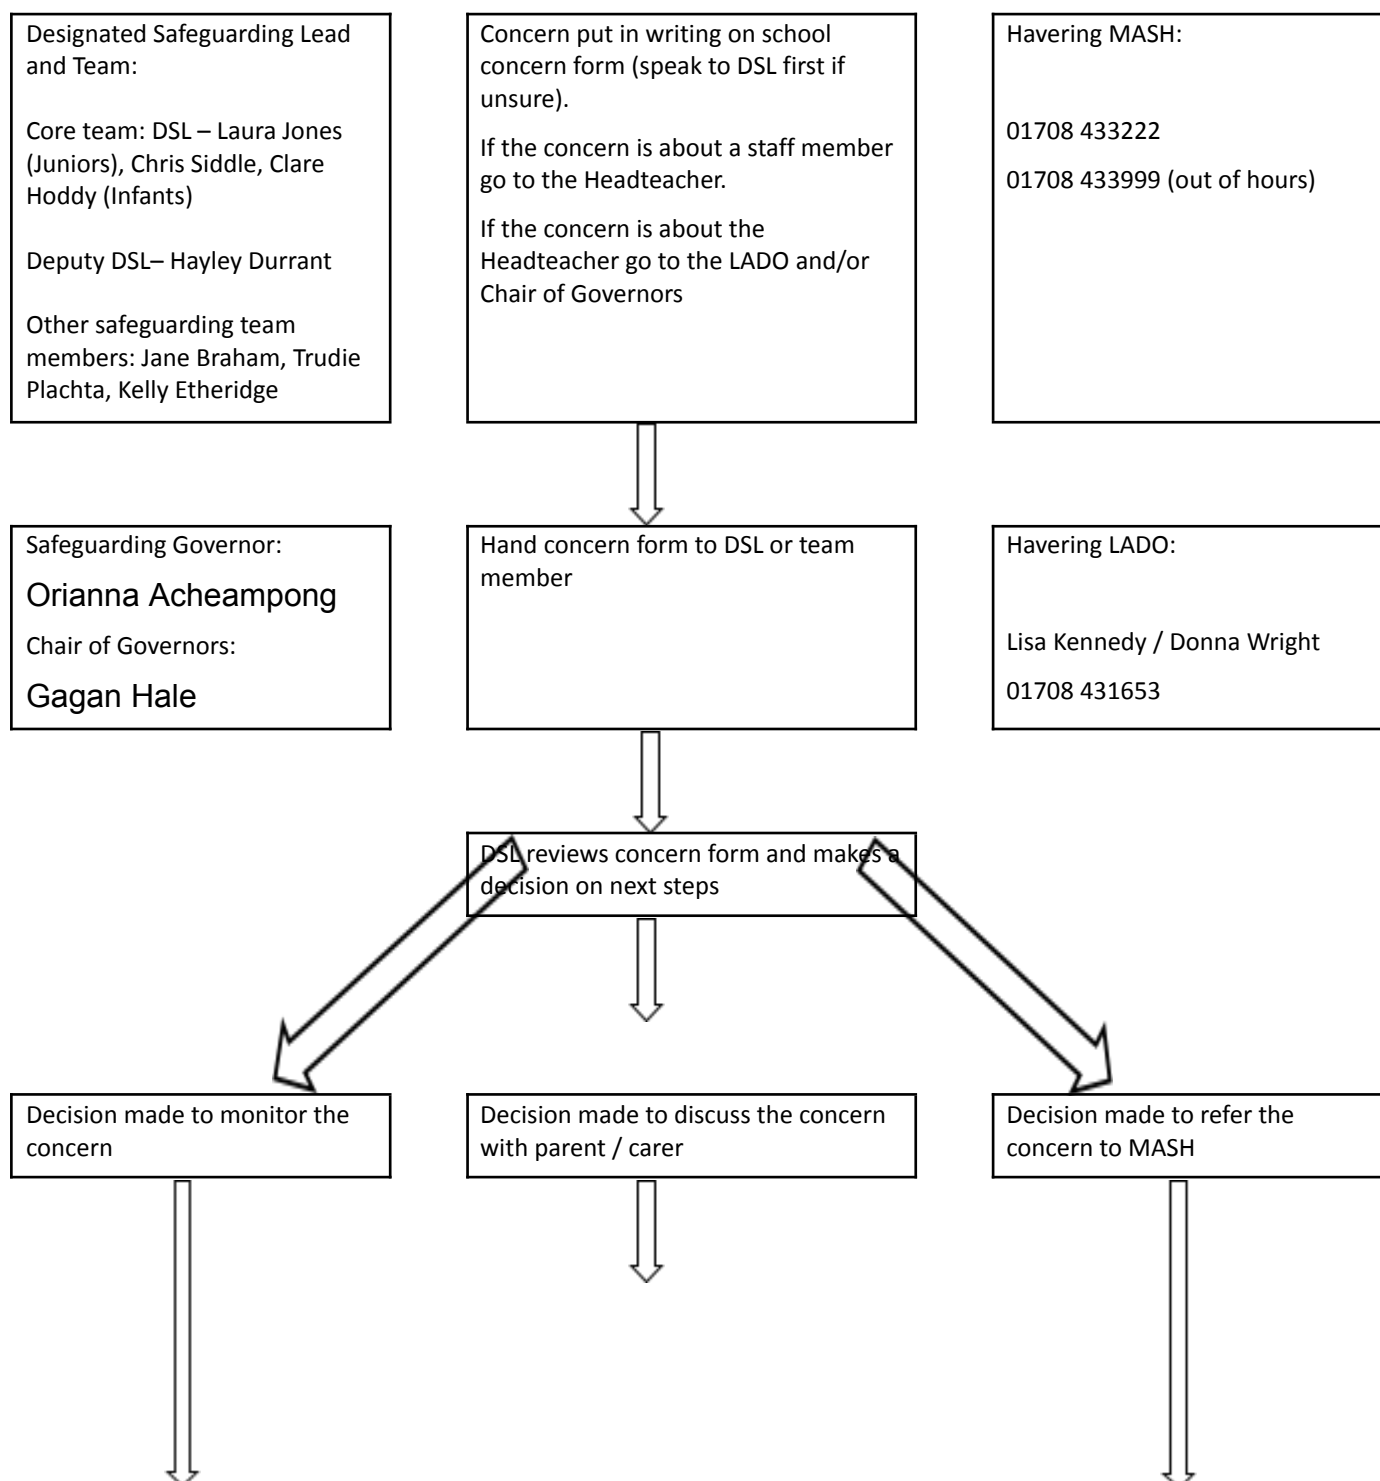 Designated Safeguarding Lead
and Team:
Core team: DSL – Laura Jones
(Juniors), Chris Siddle, Clare
Hoddy (Infants)
Deputy DSL– Hayley Durrant
Other safeguarding team
members: Jane Braham, Trudie
Plachta, Kelly Etheridge
Concern put in writing on school
concern form (speak to DSL first if
unsure).
If the concern is about a staff member
go to the Headteacher.
If the concern is about the
Headteacher go to the LADO and/or
Chair of Governors
Havering MASH:
01708 433222
01708 433999 (out of hours)
Safeguarding Governor:
Orianna Acheampong
Chair of Governors:
Gagan Hale
Hand concern form to DSL or team
member
Havering LADO:
Lisa Kennedy / Donna Wright
01708 431653
DSL reviews concern form and makes a
decision on next steps
Decision made to monitor the
concern
Decision made to discuss the concern
with parent / carer
Decision made to refer the
concern to MASH